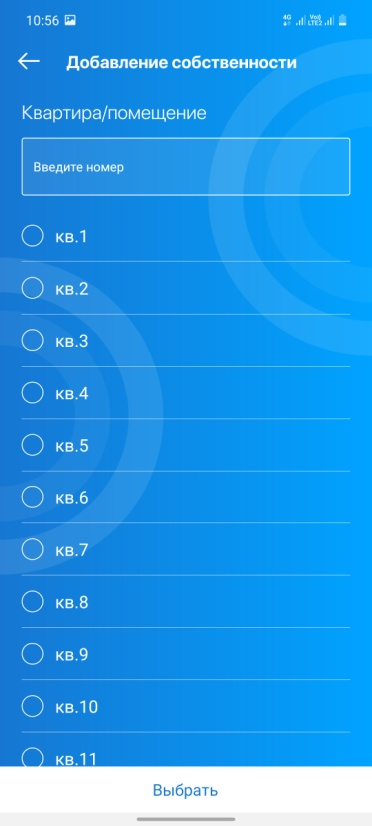 10:56
4G Vo)) LTE2
Добавление собственности
Квартира/помещение
Введите номер
кв.1
кв.2
кв.3
кв.4
кв.5
кв.6
кв.7
кв.8
кв.9
кв.10
кв.11
Выбрать